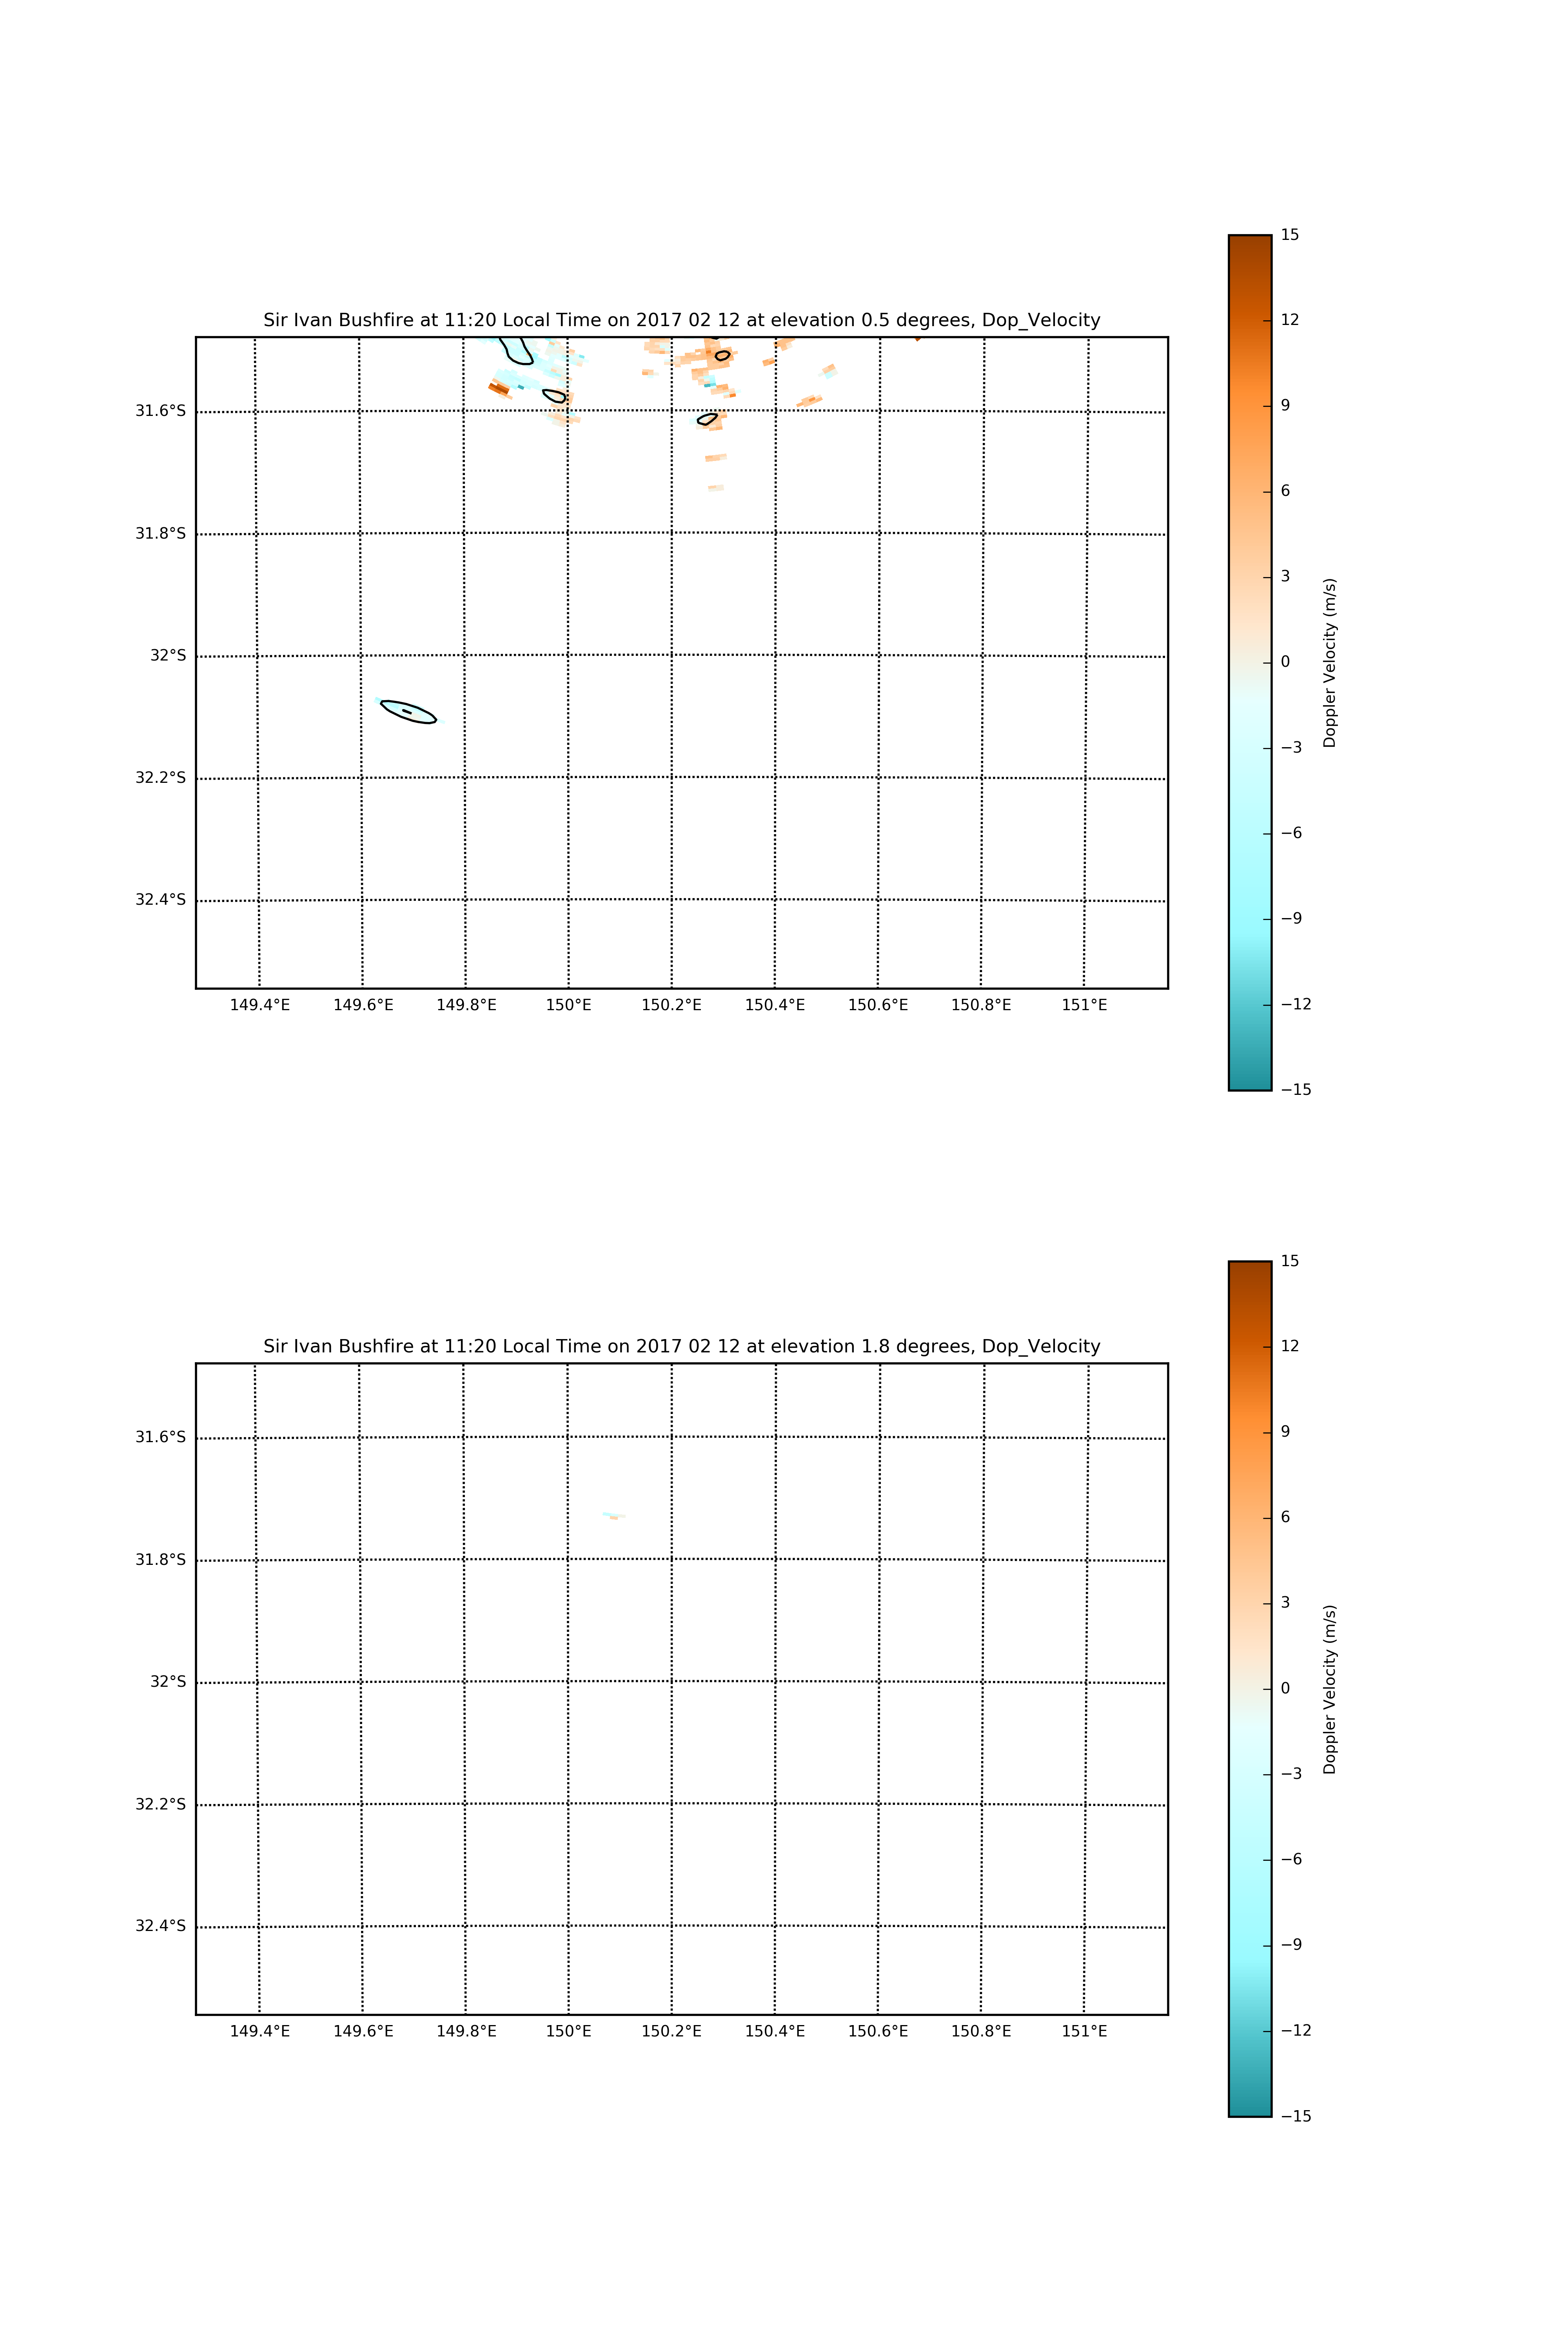 Sir Ivan Bushfire at 11:20 Local Time on 2017 02 12 at elevation 0.5 degrees, Dop_Velocity
31.6°S
31.8°S
32°S
32.2°S
32.4°S
149.4°E 149.6°E 149.8°E 150°E 150.2°E 150.4°E 150.6°E 150.8°E 151°E
15
12
9
6
3
0
−3
−6
−9
−12
−15
Doppler Velocity (m/s)
Sir Ivan Bushfire at 11:20 Local Time on 2017 02 12 at elevation 1.8 degrees, Dop_Velocity
31.6°S
31.8°S
32°S
32.2°S
32.4°S
149.4°E 149.6°E 149.8°E 150°E 150.2°E 150.4°E 150.6°E 150.8°E 151°E
15
12
9
6
3
0
−3
−6
−9
−12
−15
Doppler Velocity (m/s)